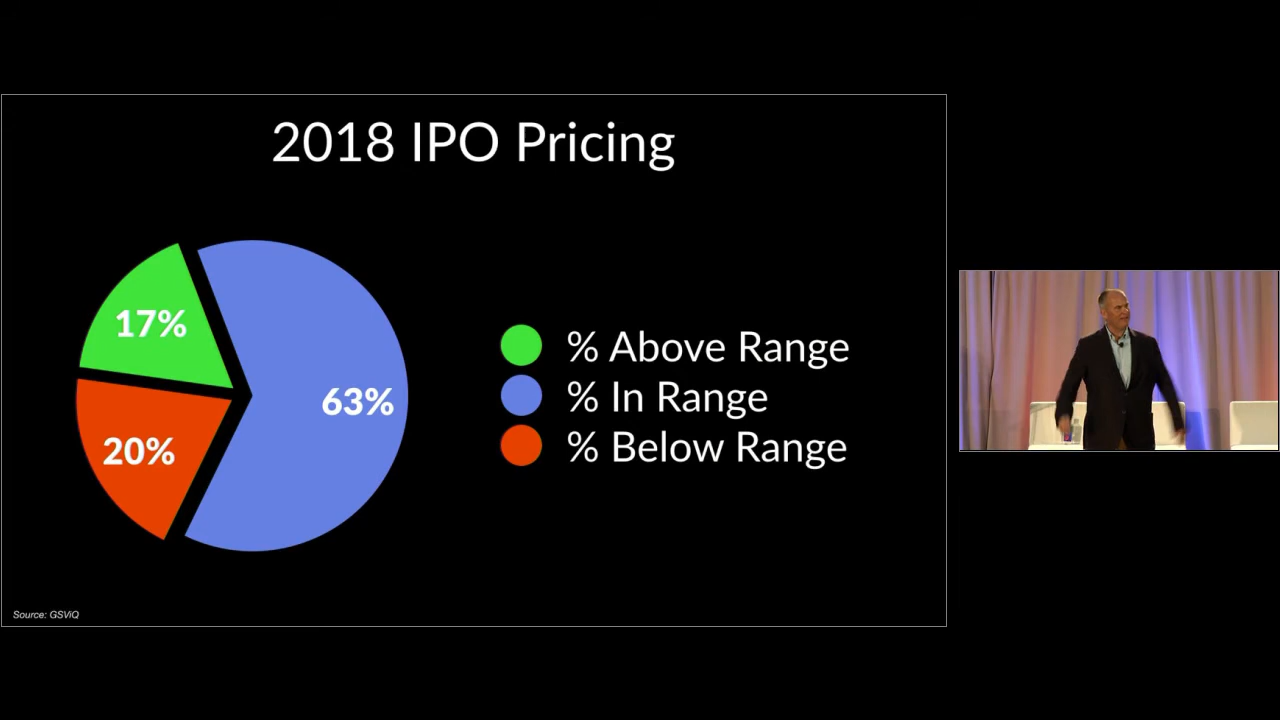 2018 IPO Pricing
17%
63%
20%
% Above Range
% In Range
% Below Range
Source: GSViQ